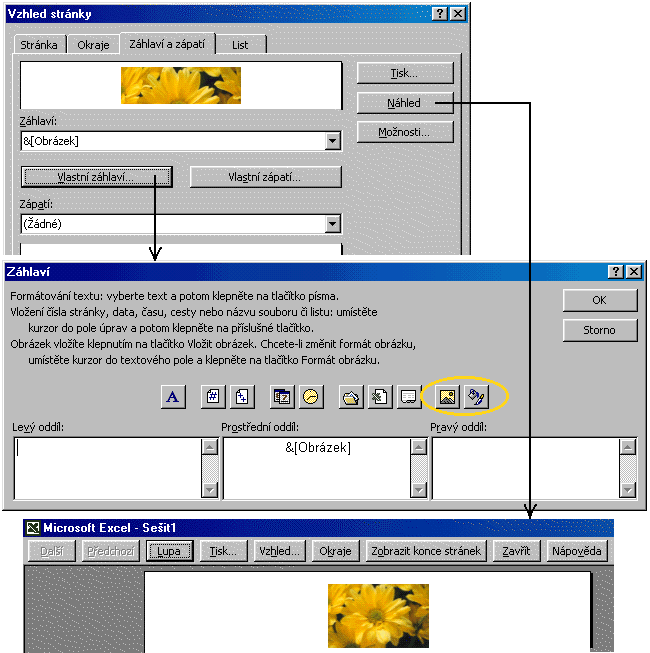 Vzhled stránky
Stránka
Okraje
Záhlaví a zápatí
List
Tisk...
Náhled
Možnosti...
Záhlaví:
&[Obrázek]
Vlastní záhlaví...
Vlastní zápatí...
Zápatí:
(Žádné)
Záhlaví
Formátování textu: vyberte text a potom klepněte na tlačítko písma.
Vložení čísla stránky, data, času, cesty nebo názvu souboru či listu: umístěte
kurzor do pole úprav a potom klepněte na příslušné tlačítko.
Obrázek vložíte klepnutím na tlačítko Vložit obrázek. Chcete-li změnit formát obrázku,
umístěte kurzor do textového pole a klepněte na tlačítko Formát obrázku.
OK
Storno
A
Levý oddíl:
Prostřední oddíl:
Pravý oddíl:
&[Obrázek]
Microsoft Excel - Sešit1
Další
Předchozí
Lupa
Tisk...
Vzhled...
Okraje
Zobrazit konce stránek
Zavřít
Nápověda